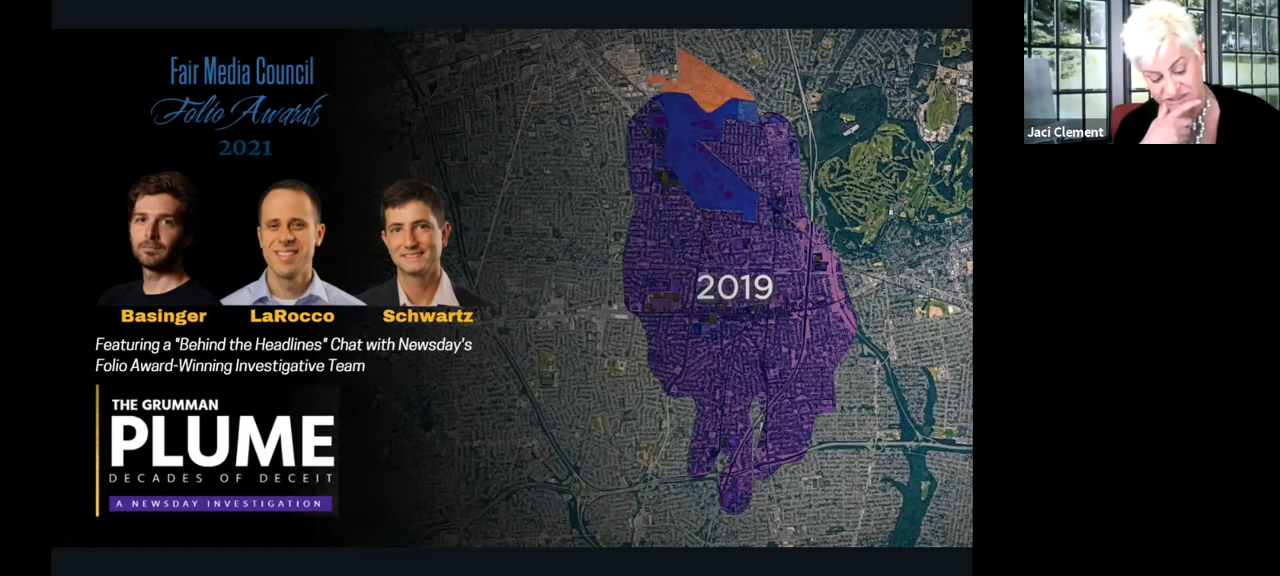 Fair Media Council
Folio Awards
2021
Basinger LaRocco Schwartz
Featuring a "Behind the Headlines" Chat with Newsday's
Folio Award-Winning Investigative Team
THE GRUMMAN
PLUME
DECADES OF DECEIT
A NEWSDAY INVESTIGATION
2019
Jaci Clement